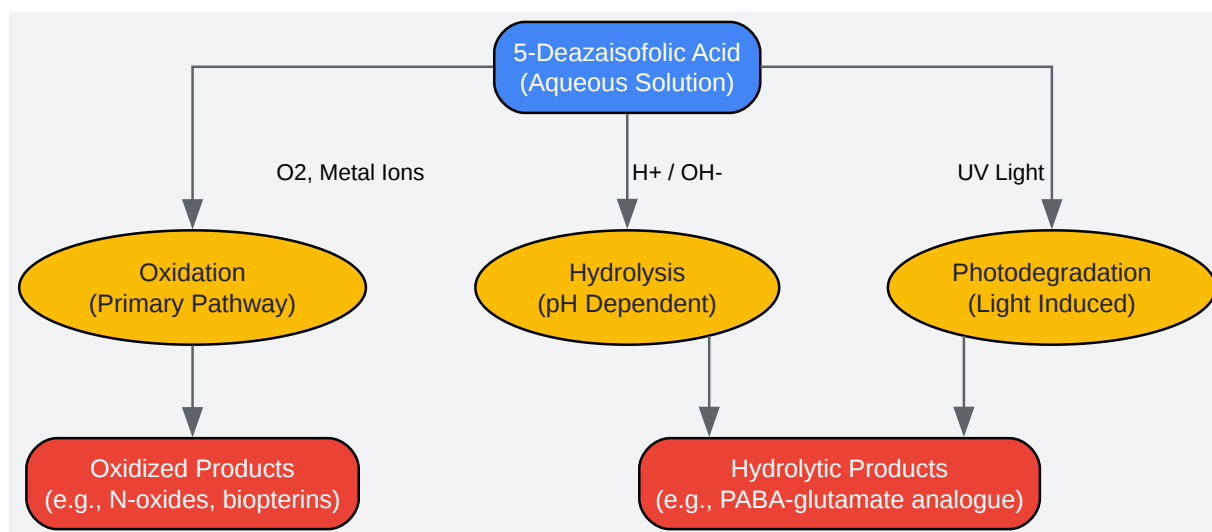 5-Deazaisofolic Acid
(Aqueous Solution)
O2, Metal Ions
H+ / OH-
UV Light
Oxidation
(Primary Pathway)
Hydrolysis
(pH Dependent)
Photodegradation
(Light Induced)
Oxidized Products
(e.g., N-oxides, biopterins)
Hydrolytic Products
(e.g., PABA-glutamate analogue)